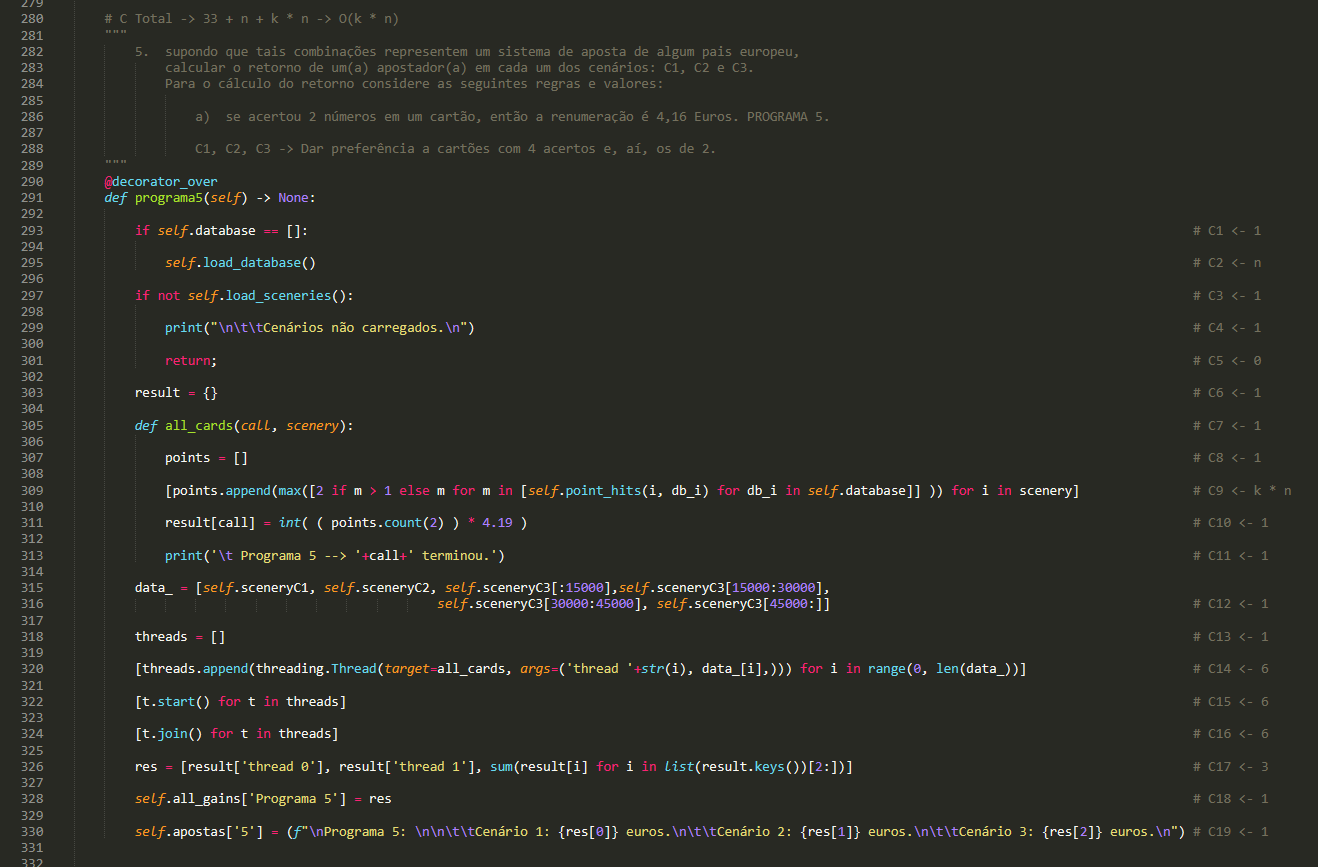 279
280 # C Total -> 33 + n + k * n -> O(k * n)
281 """
282 5. supondo que tais combinações representem um sistema de aposta de algum pais europeu,
283 calcular o retorno de um(a) apostador(a) em cada um dos cenários: C1, C2 e C3.
284 Para o cálculo do retorno considere as seguintes regras e valores:
285
286 a) se acertou 2 números em um cartão, então a renumeração é 4,16 Euros. PROGRAMA 5.
287
288 C1, C2, C3 -> Dar preferência a cartões com 4 acertos e, aí, os de 2.
289 """
290 @decorator_over
291 def programa5(self) -> None:
292
293 if self.database == []: # C1 <- 1
294
295 self.load_database() # C2 <- n
296
297 if not self.load_sceneries(): # C3 <- 1
298
299 print("\n\t\tCenários não carregados.\n") # C4 <- 1
300
301 return; # C5 <- 0
302
303 result = {} # C6 <- 1
304
305 def all_cards(call, scenery): # C7 <- 1
306
307 points = [] # C8 <- 1
308
309 [points.append(max([2 if m > 1 else m for m in [self.point_hits(i, db_i) for db_i in self.database]] )) for i in scenery] # C9 <- k * n
310
311 result[call] = int( ( points.count(2) ) * 4.19 ) # C10 <- 1
312
313 print('\t Programa 5 --> '+call+' terminou.') # C11 <- 1
314
315 data_ = [self.sceneryC1, self.sceneryC2, self.sceneryC3[:15000],self.sceneryC3[15000:30000],
316 self.sceneryC3[30000:45000], self.sceneryC3[45000:]] # C12 <- 1
317
318 threads = [] # C13 <- 1
319
320 [threads.append(threading.Thread(target=all_cards, args=('thread '+str(i), data_[i],))) for i in range(0, len(data_))] # C14 <- 6
321
322 [t.start() for t in threads] # C15 <- 6
323
324 [t.join() for t in threads] # C16 <- 6
325
326 res = [result['thread 0'], result['thread 1'], sum(result[i] for i in list(result.keys())[2:])] # C17 <- 3
327
328 self.all_gains['Programa 5'] = res # C18 <- 1
329
330 self.apostas['5'] = (f"\nPrograma 5: \n\n\t\tCenário 1: {res[0]} euros.\n\t\tCenário 2: {res[1]} euros.\n\t\tCenário 3: {res[2]} euros.\n") # C19 <- 1
331
332